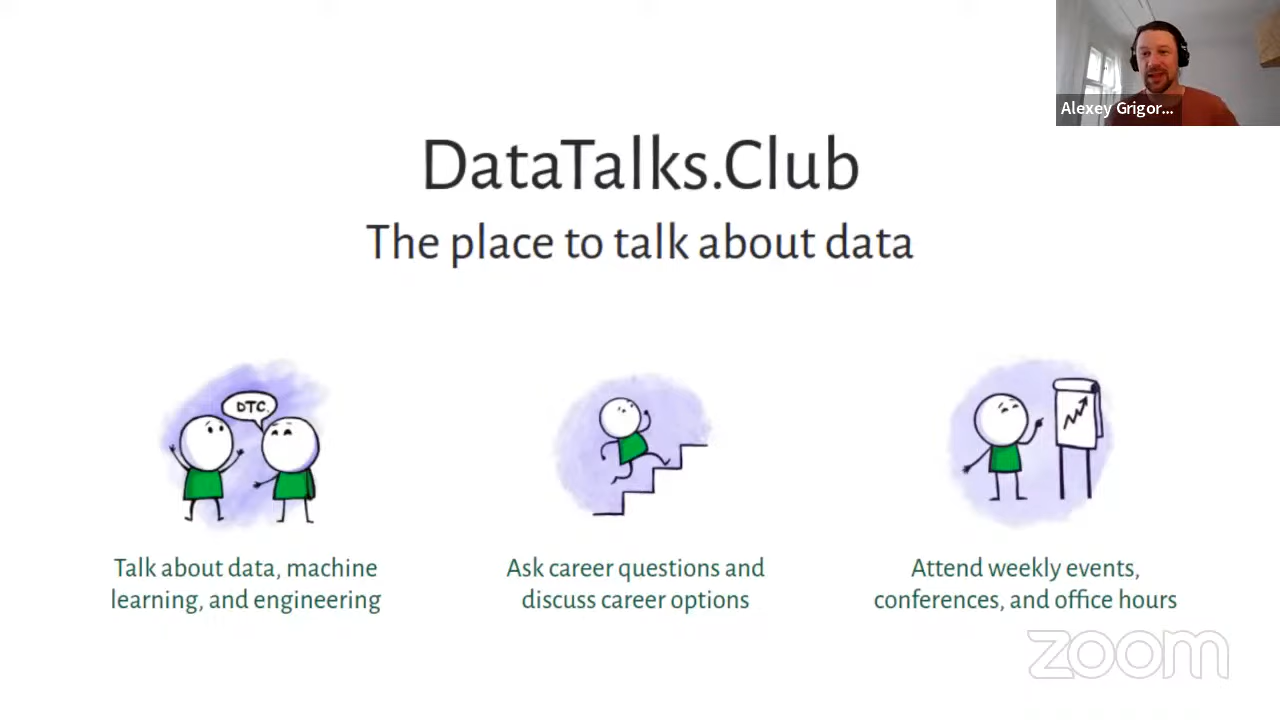 Alexey Grigor...
DataTalks.Club
The place to talk about data
DTC.
Talk about data, machine
learning, and engineering
Ask career questions and
discuss career options
Attend weekly events,
conferences, and office hours
zoom